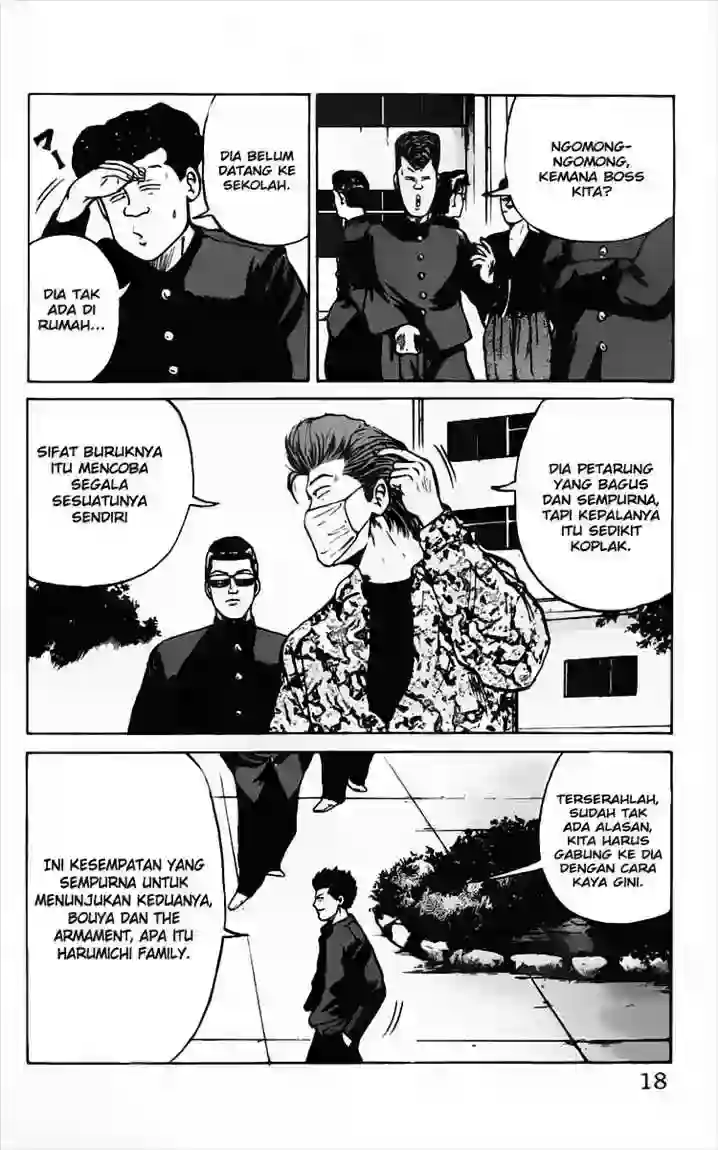 NGOMONG-
NGOMONG,
KEMANA BOSS
KITA?
DIA BELUM
DATANG KE
SEKOLAH.
DIA TAK
ADA DI
RUMAH...
DIA PETARUNG
YANG BAGUS
DAN SEMPURNA,
TAPI KEPALANYA
ITU SEDIKIT
KOPLAK.
SIFAT BURUKNYA
ITU MENCOBA
SEGALA
SESUATUNYA
SENDIRI
TERSERAHLAH,
SUDAH TAK
ADA ALASAN,
KITA HARUS
GABUNG KE DIA
DENGAN CARA
KAYA GINI.
INI KESEMPATAN YANG
SEMPURNA UNTUK
MENUNJUKAN KEDUANYA,
BOUYA DAN THE
ARMAMENT, APA ITU
HARUMICHI FAMILY.
18